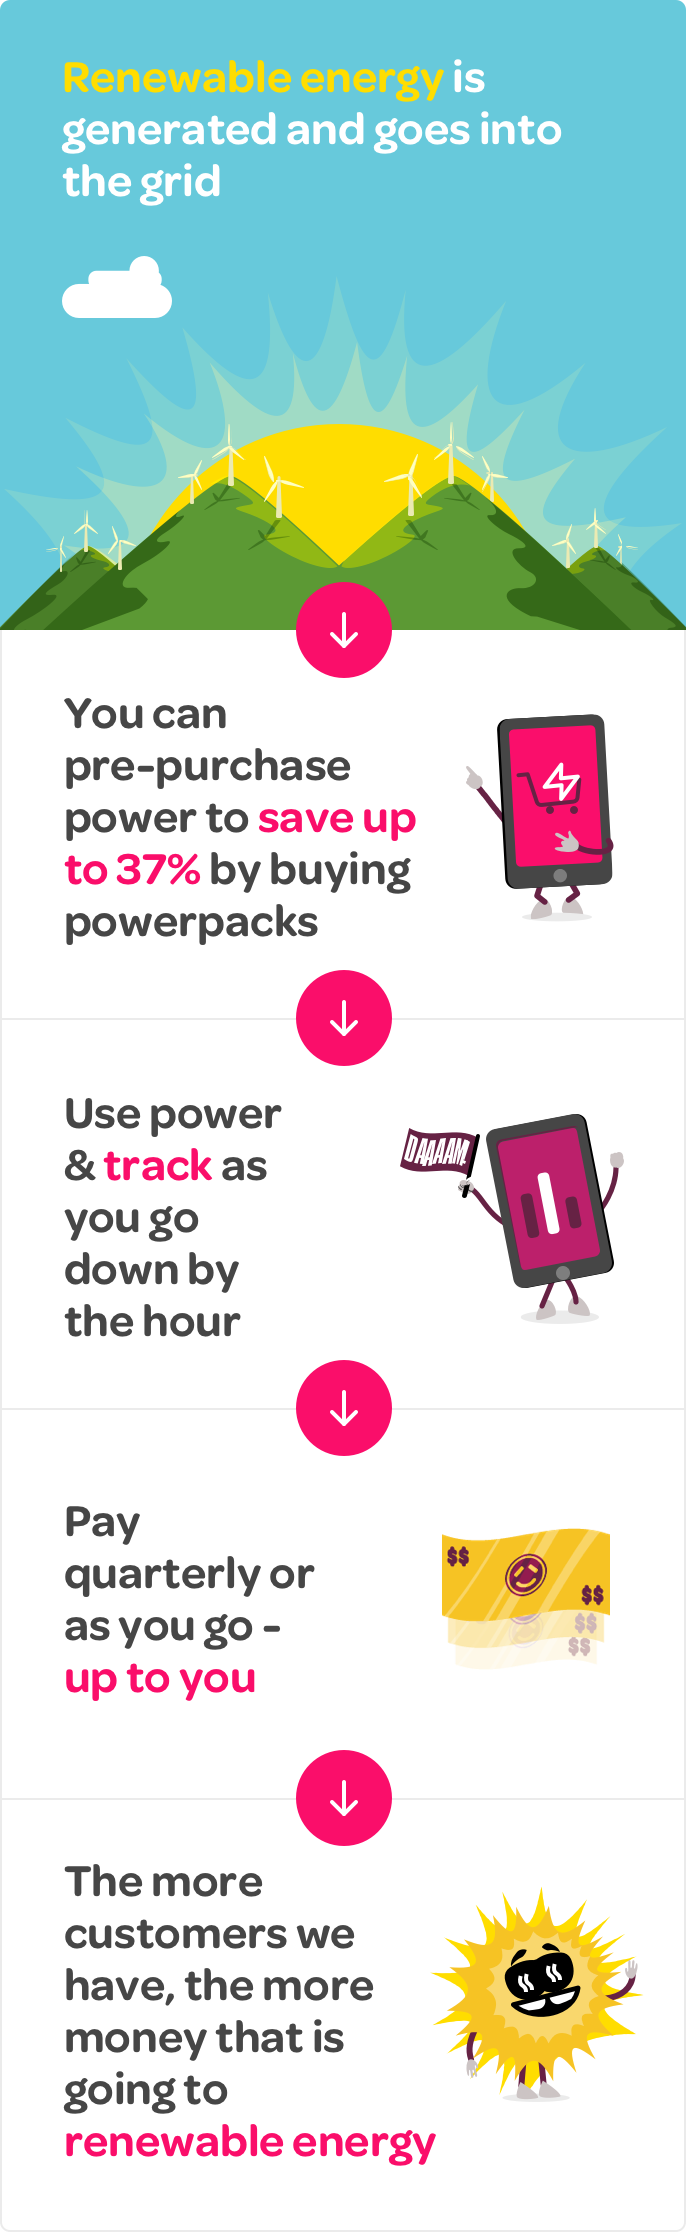 Renewable energy is
generated and goes into
the grid
You can
pre-purchase
power to save up
to 37% by buying
powerpacks
Use power
& track as
you go
down by
the hour
DAAAAM.
Pay
quarterly or
as you go -
up to you
$$
$$
$$
$$
The more
customers we
have, the more
money that is
going to
renewable energy